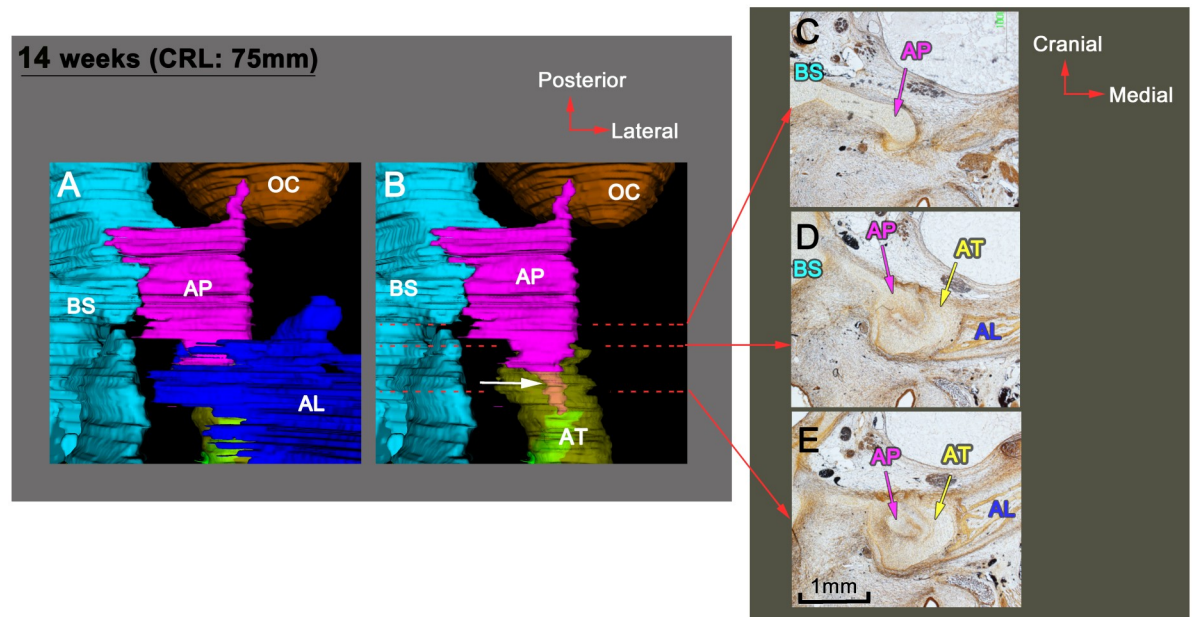 14 weeks (CRL: 75mm)
Posterior
Lateral
A
OC
BS
AP
AL
B
OC
BS
AP
AT
Cranial
Medial
C
BS
AP
D
AP
AT
BS
AL
E
AP
AT
AL
1mm